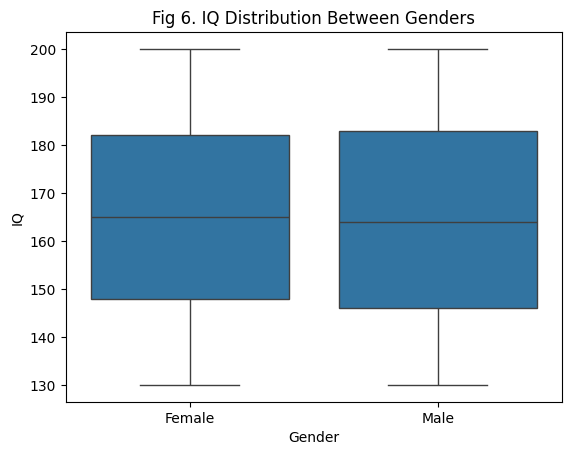 Fig 6. IQ Distribution Between Genders
200
190
180
170
160
150
140
130
IQ
Female Male
Gender